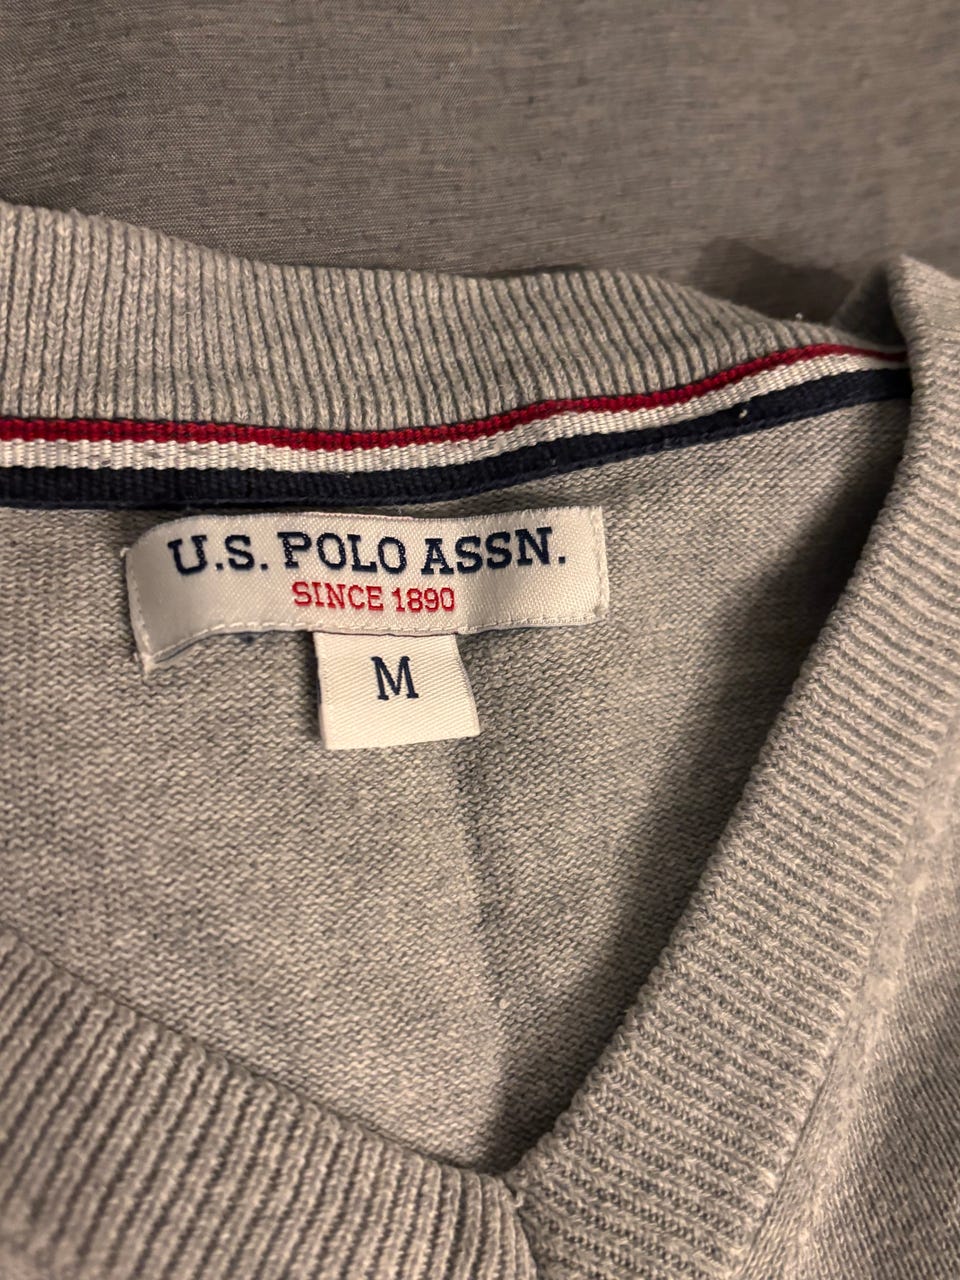 U.S. POLO ASSN.
SINCE 1890
M